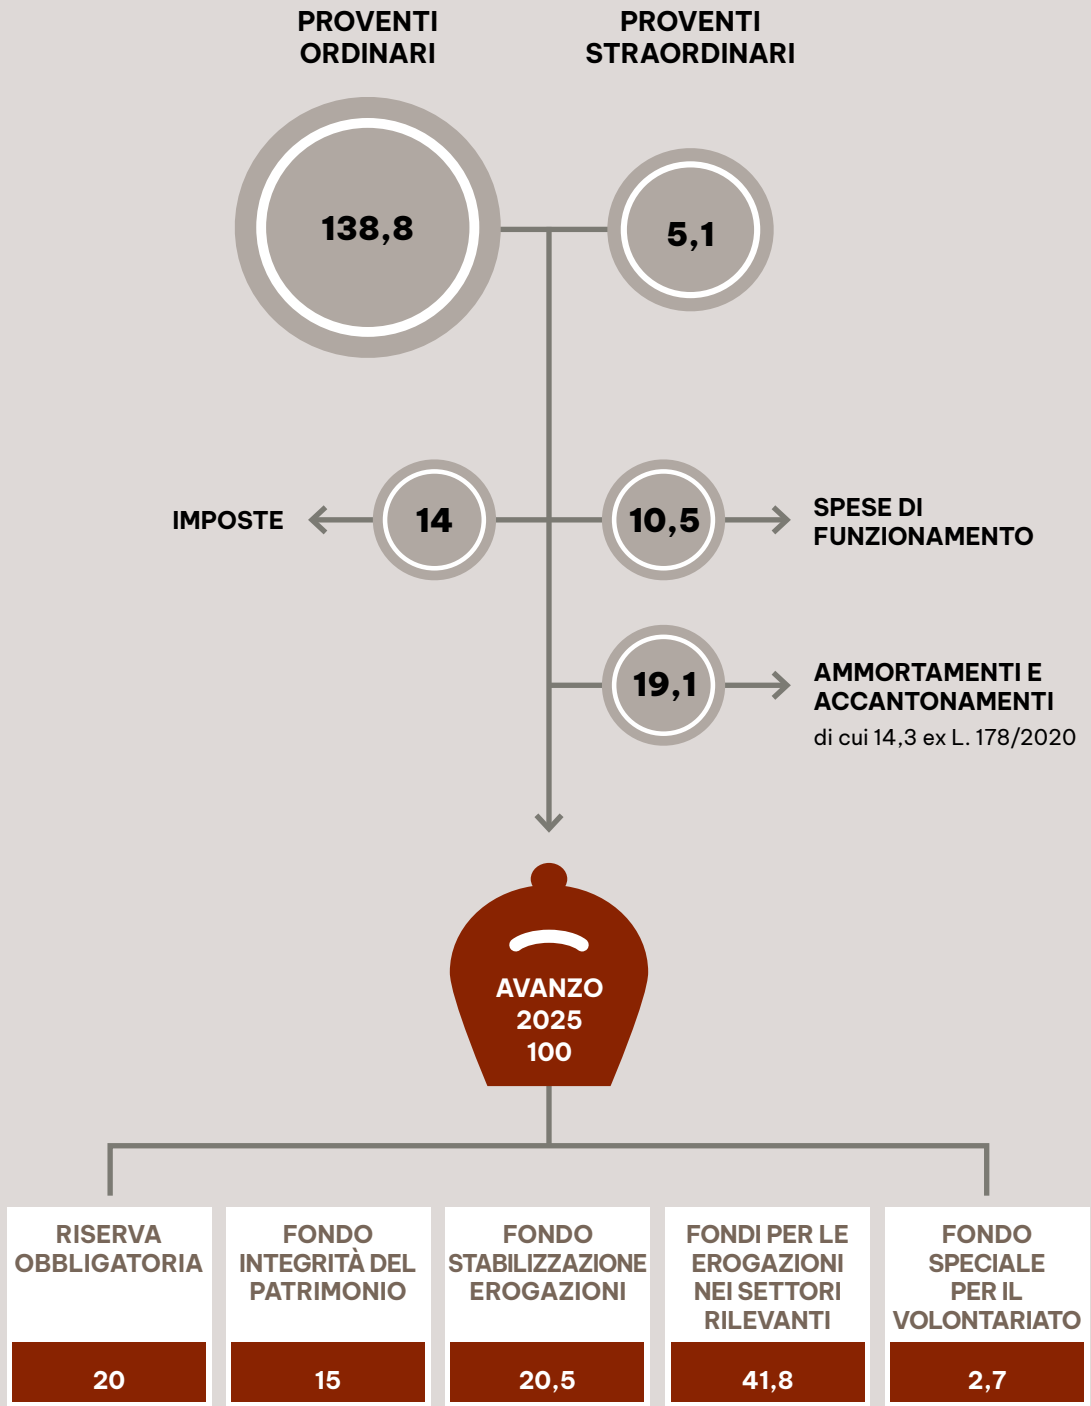 PROVENTI
ORDINARI
PROVENTI
STRAORDINARI
138,8
5,1
IMPOSTE
14
10,5
SPESE DI
FUNZIONAMENTO
19,1
AMMORTAMENTI E
ACCANTONAMENTI
di cui 14,3 ex L. 178/2020
AVANZO
2025
100
RISERVA
OBBLIGATORIA
20
FONDO
INTEGRITÀ DEL
PATRIMONIO
15
FONDO
STABILIZZAZIONE
EROGAZIONI
20,5
FONDI PER LE
EROGAZIONI
NEI SETTORI
RILEVANTI
41,8
FONDO
SPECIALE
PER IL
VOLONTARIATO
2,7